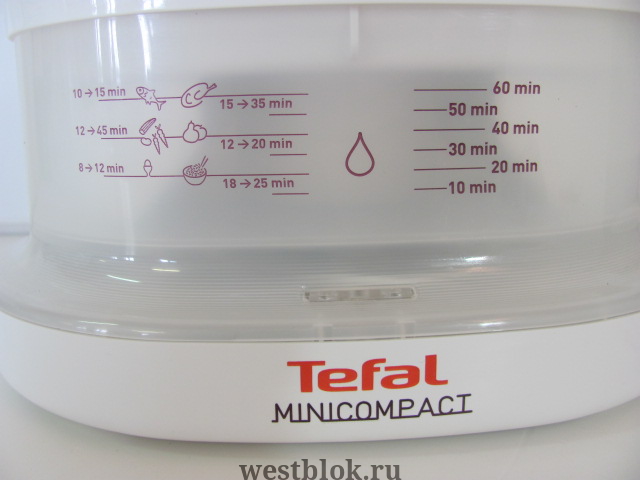 10→15 min
15→35 min
12→45 min
12→20 min
8→12 min
18→25 min
60 min
50 min
40 min
30 min
20 min
10 min
Tefal
MINICOMPACT
westblok.ru